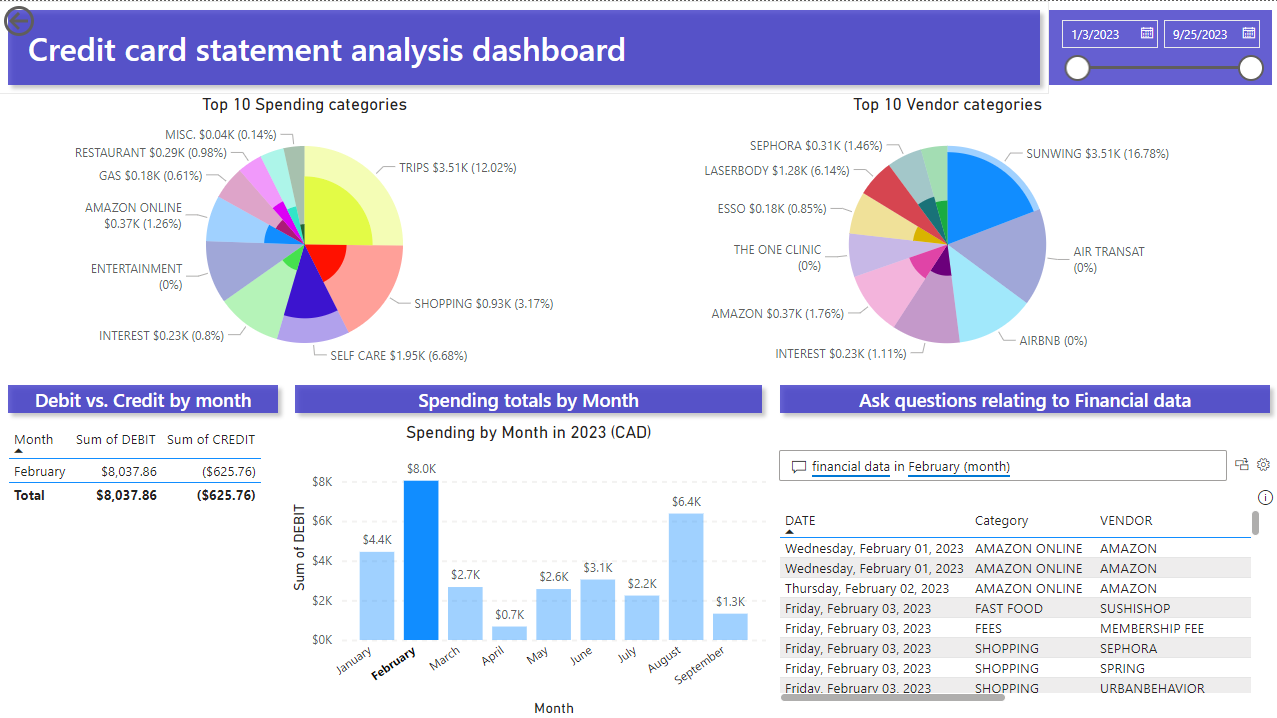 Credit card statement analysis dashboard
1/3/2023
9/25/2023
Top 10 Spending categories
MISC. $0.04K (0.14%)
RESTAURANT $0.29K (0.98%)
GAS $0.18K (0.61%)
AMAZON ONLINE
$0.37K (1.26%)
ENTERTAINMENT
(0%)
INTEREST $0.23K (0.8%)
TRIPS $3.51K (12.02%)
SHOPPING $0.93K (3.17%)
SELF CARE $1.95K (6.68%)
Top 10 Vendor categories
SEPHORA $0.31K (1.46%)
LASERBODY $1.28K (6.14%)
ESSO $0.18K (0.85%)
THE ONE CLINIC
(0%)
AMAZON $0.37K (1.76%)
INTEREST $0.23K (1.11%)
SUNWING $3.51K (16.78%)
AIR TRANSAT
(0%)
AIRBNB (0%)
Debit vs. Credit by month
Month Sum of DEBIT Sum of CREDIT
February $8,037.86 ($625.76)
Total $8,037.86 ($625.76)
Spending totals by Month
Spending by Month in 2023 (CAD)
Sum of DEBIT
$8K
$6K
$4K
$2K
$0K
$4.4K
$8.0K
$2.7K
$0.7K
$2.6K
$3.1K
$2.2K
$6.4K
$1.3K
January
February
March
April
May
June
July
August
September
Month
Ask questions relating to Financial data
financial data in February (month)
DATE Category VENDOR
Wednesday, February 01, 2023 AMAZON ONLINE AMAZON
Wednesday, February 01, 2023 AMAZON ONLINE AMAZON
Thursday, February 02, 2023 AMAZON ONLINE AMAZON
Friday, February 03, 2023 FAST FOOD SUSHISHOP
Friday, February 03, 2023 FEES MEMBERSHIP FEE
Friday, February 03, 2023 SHOPPING SEPHORA
Friday, February 03, 2023 SHOPPING SPRING
Friday, February 03, 2023 SHOPPING URBANBEHAVIOR